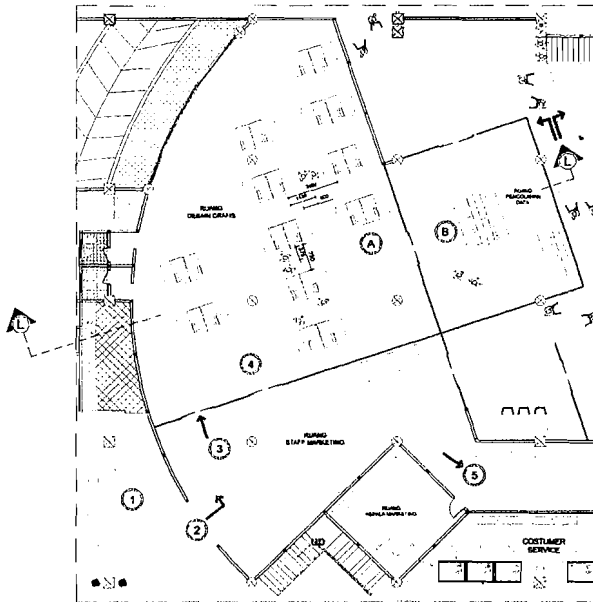 RUANG
DESAIN GRAFIS
A
B
RUANG
PENGOLAHAN
DATA
L
L
4
3
RUANG
STAFF MARKETING
5
1
2
RUANG
KEPALA MARKETING
UP
COSTUMER
SERVICE